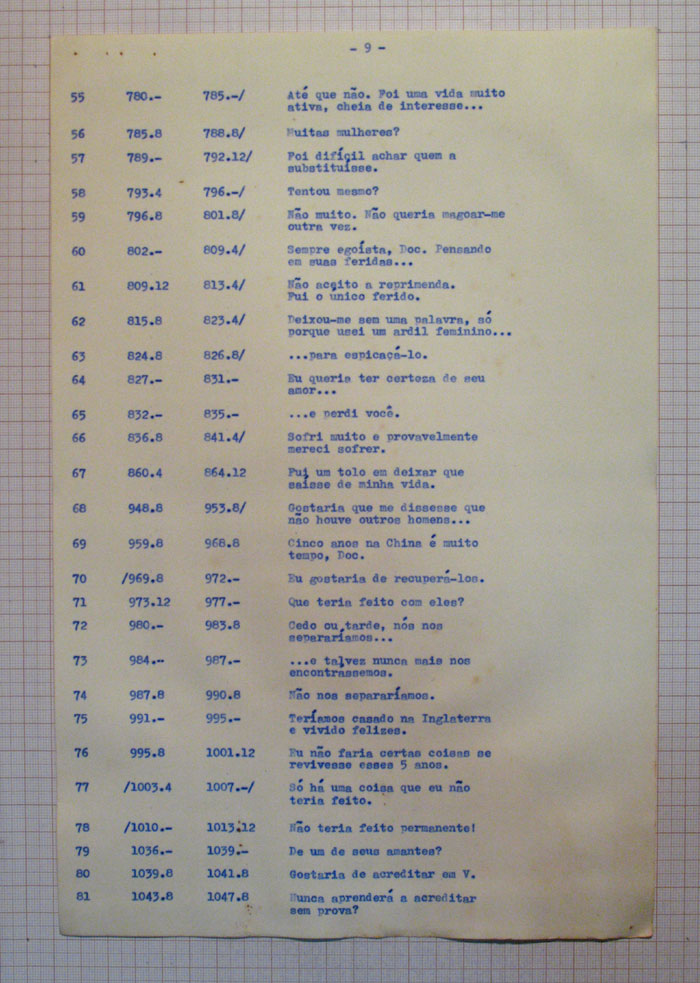 - 9 -
55 780.- 785.-/ Até que não. Foi uma vida muito
ativa, cheia de interesse...
56 785.8 788.8/ Muitas mulheres?
57 789.- 792.12/ Foi difícil achar quem a
substituísse.
58 793.4 796.-/ Tentou mesmo?
59 796.8 801.8/ Não muito. Não queria magoar-me
outra vez.
60 802.- 809.4/ Sempre egoísta, Doc. Pensando
em suas feridas...
61 809.12 813.4/ Não aceito a reprimenda.
Fui o unico ferido.
62 815.8 823.4/ Deixou-me sem uma palavra, só
porque usei um ardil feminino...
63 824.8 826.8/ ...para espicaçá-lo.
64 827.- 831.- Eu queria ter certeza de seu
amor...
65 832.- 835.- ...e perdi você.
66 836.8 841.4/ Sofri muito e provavelmente
mereci sofrer.
67 860.4 864.12 Fui um tolo em deixar que
saísse de minha vida.
68 948.8 953.8/ Gostaria que me dissesse que
não houve outros homens...
69 959.8 968.8 Cinco anos na China é muito
tempo, Doc.
70 /969.8 972.- Eu gostaria de recuperá-los.
71 973.12 977.- Que teria feito com eles?
72 980.- 983.8 Cedo ou tarde, nós nos
separaríamos...
73 984.- 987.- ...e talvez nunca mais nos
encontrássemos.
74 987.8 990.8 Não nos separaríamos.
75 991.- 995.- Teríamos casado na Inglaterra
e vivido felizes.
76 995.8 1001.12 Eu não faria certas coisas se
revivesse esses 5 anos.
77 /1003.4 1007.-/ Só há uma coisa que eu não
teria feito.
78 /1010.- 1013.12 Não teria feito permanente!
79 1036.- 1039.- De um de seus amantes?
80 1039.8 1041.8 Gostaria de acreditar em V.
81 1043.8 1047.8 Nunca aprenderá a acreditar
sem prova?